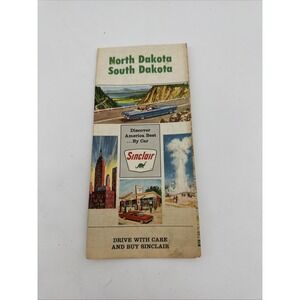 North Dakota
South Dakota
Discover
America Best
...By Car
Sinclair
DRIVE WITH CARE
AND BUY SINCLAIR